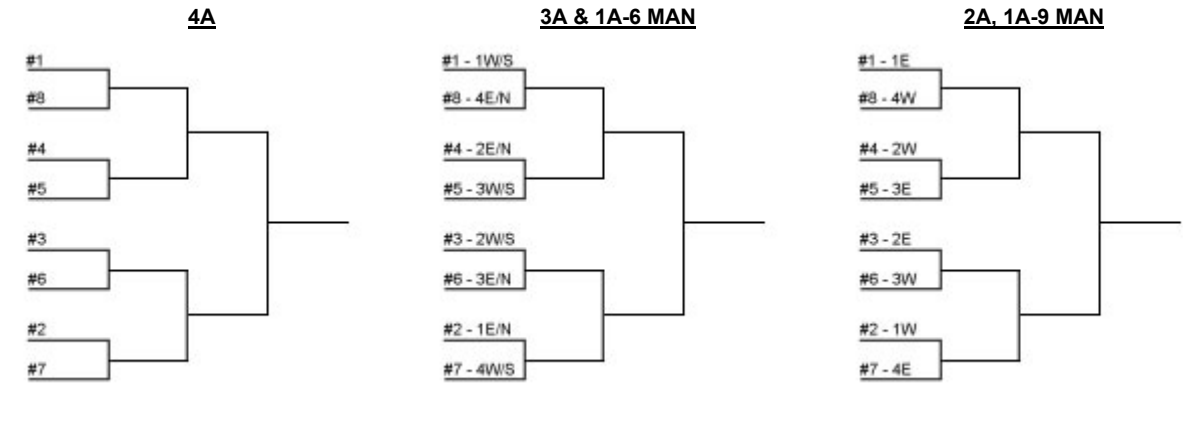 4A
#1
#8
#4
#5
#3
#6
#2
#7
3A & 1A-6 MAN
#1 - 1W/S
#8 - 4E/N
#4 - 2E/N
#5 - 3W/S
#3 - 2W/S
#6 - 3E/N
#2 - 1E/N
#7 - 4W/S
2A, 1A-9 MAN
#1 - 1E
#8 - 4W
#4 - 2W
#5 - 3E
#3 - 2E
#6 - 3W
#2 - 1W
#7 - 4E